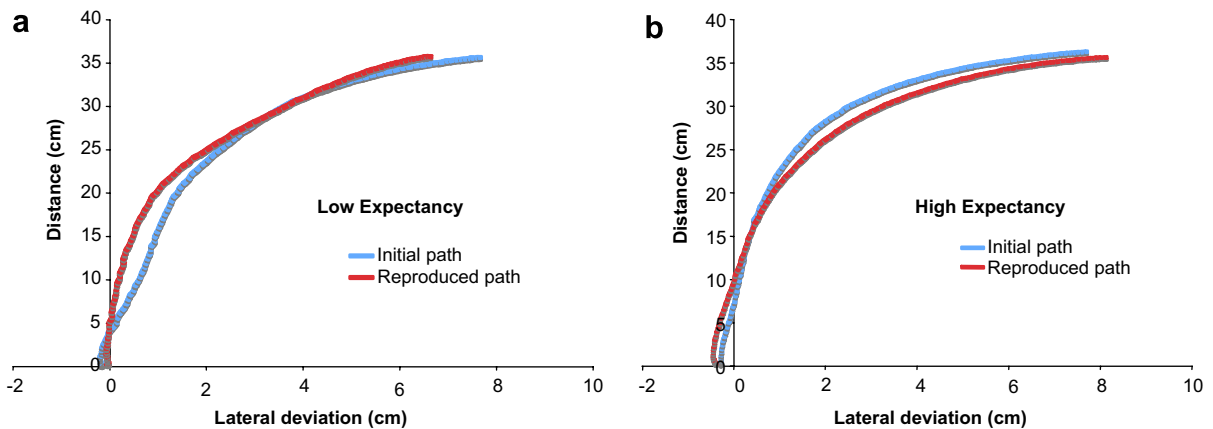 a
40
35
30
25
20
15
10
5
0
Distance (cm)
Low Expectancy
Initial path
Reproduced path
-2 0 2 4 6 8 10
Lateral deviation (cm)
b
40
35
30
25
20
15
10
5
0
Distance (cm)
High Expectancy
Initial path
Reproduced path
-2 0 2 4 6 8 10
Lateral deviation (cm)